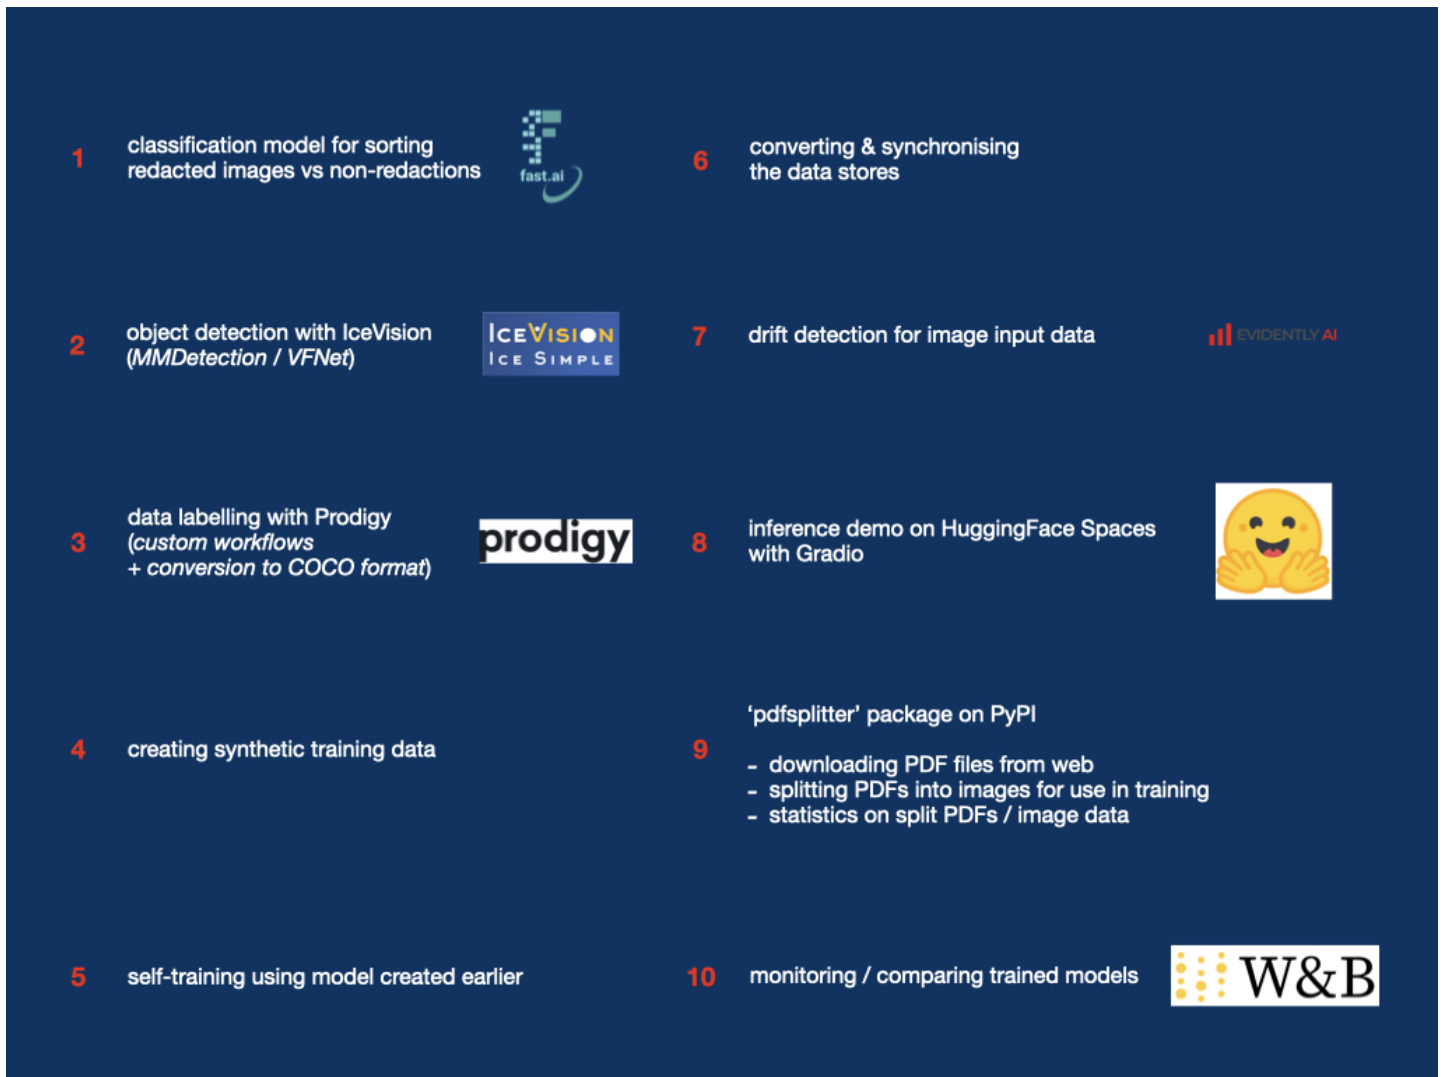 1
classification model for sorting
redacted images vs non-redactions
fast.ai
2
object detection with IceVision
(MMDetection / VFNet)
ICEVISION
ICE SIMPLE
3
data labelling with Prodigy
(custom workflows
+ conversion to COCO format)
prodigy
4
creating synthetic training data
5
self-training using model created earlier
6
converting & synchronising
the data stores
7
drift detection for image input data
EVIDENTLY AI
8
inference demo on HuggingFace Spaces
with Gradio
9
‘pdfsplitter’ package on PyPI
- downloading PDF files from web
- splitting PDFs into images for use in training
- statistics on split PDFs / image data
10
monitoring / comparing trained models
W&B